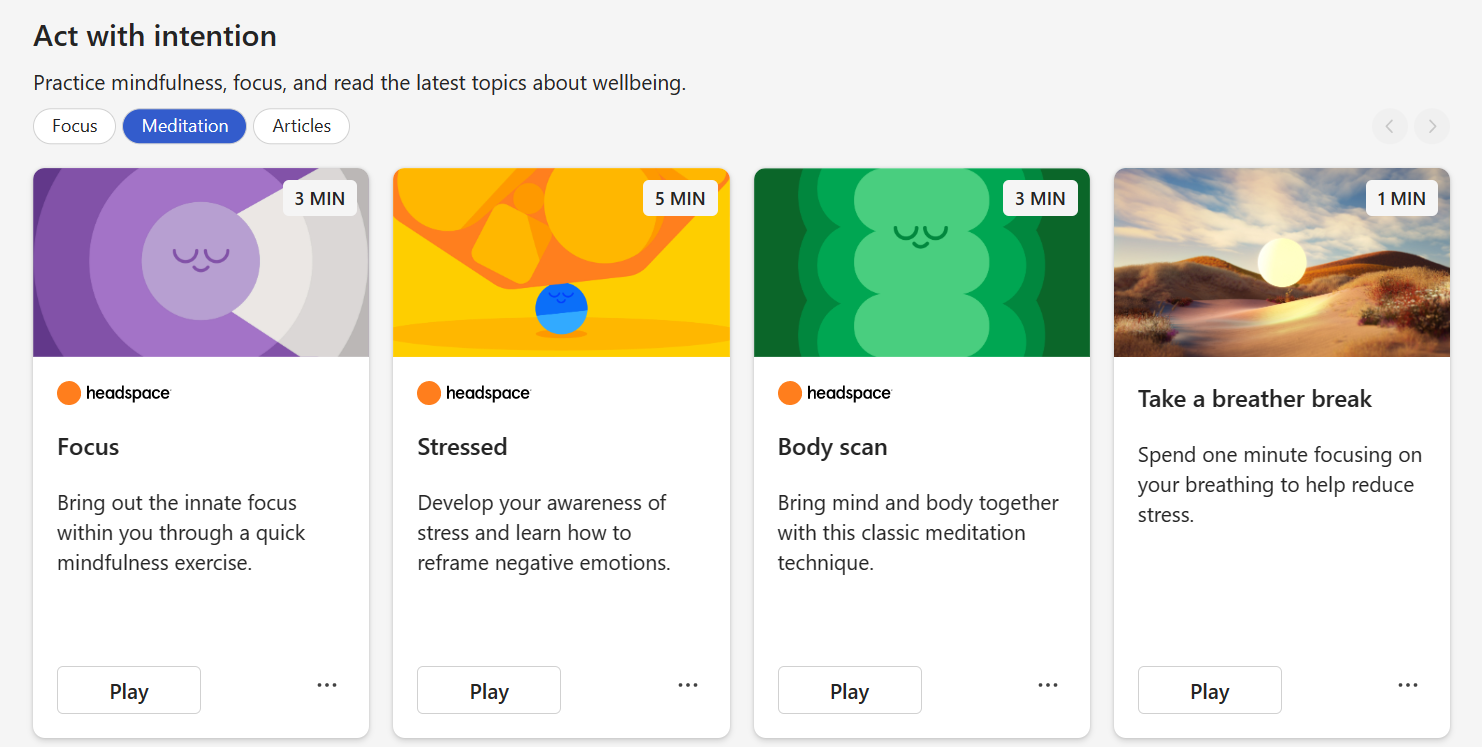 Act with intention
Practice mindfulness, focus, and read the latest topics about wellbeing.
Focus
Meditation
Articles
3 MIN
5 MIN
3 MIN
1 MIN
headspace
Focus
Bring out the innate focus
within you through a quick
mindfulness exercise.
Play
headspace
Stressed
Develop your awareness of
stress and learn how to
reframe negative emotions.
Play
headspace
Body scan
Bring mind and body together
with this classic meditation
technique.
Play
Take a breather break
Spend one minute focusing on
your breathing to help reduce
stress.
Play